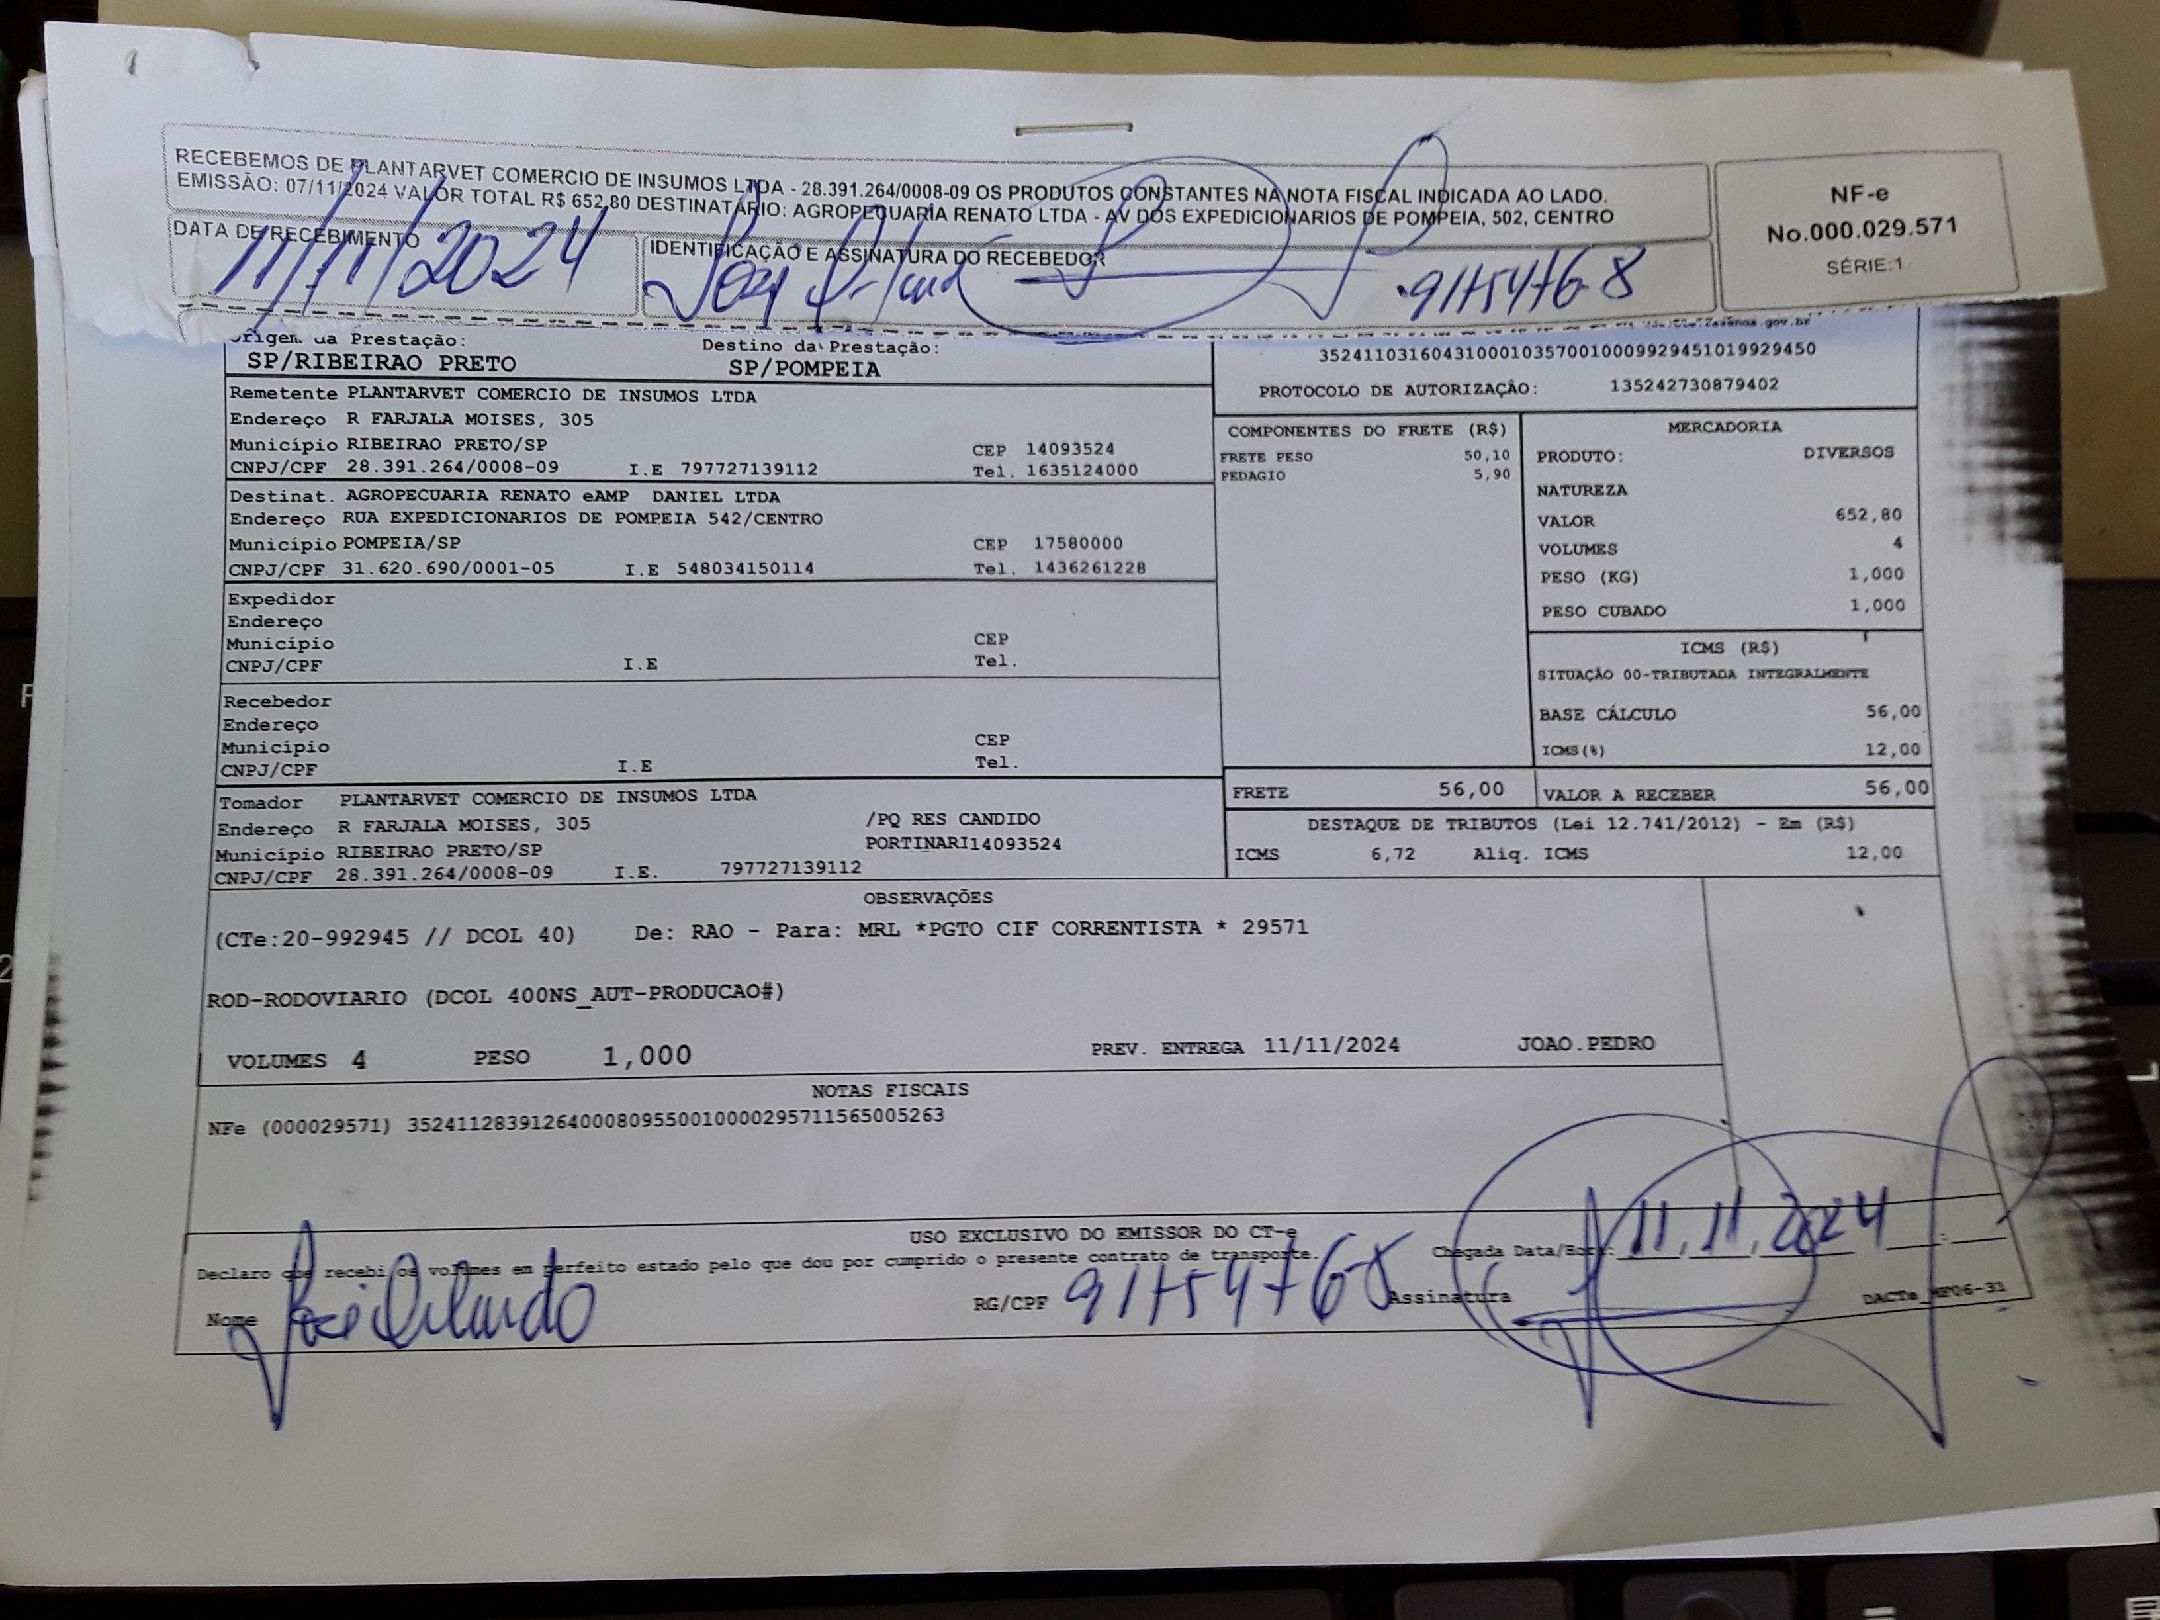 RECEBEMOS DE PLANTARVET COMERCIO DE INSUMOS LTDA - 28.391.264/0008-09 OS PRODUTOS CONSTANTES NA NOTA FISCAL INDICADA AO LADO.
EMISSÃO: 07/11/2024 VALOR TOTAL R$ 652,80 DESTINATÁRIO: AGROPECUARIA RENATO LTDA - AV DOS EXPEDICIONARIOS DE POMPEIA, 502, CENTRO
NF-e
No.000.029.571
SÉRIE:1
DATA DE RECEBIMENTO
11/11/2024
IDENTIFICAÇÃO E ASSINATURA DO RECEBEDOR
Origem da Prestação:
SP/RIBEIRAO PRETO
Destino da Prestação:
SP/POMPEIA
35241103160431000103570010009929451019929450
PROTOCOLO DE AUTORIZAÇÃO: 135242730879402
Remetente PLANTARVET COMERCIO DE INSUMOS LTDA
Endereço R FARJALA MOISES, 305
Município RIBEIRAO PRETO/SP CEP 14093524
CNPJ/CPF 28.391.264/0008-09 I.E 797727139112 Tel. 1635124000
Destinat. AGROPECUARIA RENATO eAMP DANIEL LTDA
Endereço RUA EXPEDICIONARIOS DE POMPEIA 542/CENTRO
Município POMPEIA/SP CEP 17580000
CNPJ/CPF 31.620.690/0001-05 I.E 548034150114 Tel. 1436261228
Expedidor
Endereço
Município CEP
CNPJ/CPF I.E Tel.
Recebedor
Endereço
Município CEP
CNPJ/CPF I.E Tel.
Tomador PLANTARVET COMERCIO DE INSUMOS LTDA
Endereço R FARJALA MOISES, 305 /PQ RES CANDIDO
Município RIBEIRAO PRETO/SP PORTINARI14093524
CNPJ/CPF 28.391.264/0008-09 I.E. 797727139112
COMPONENTES DO FRETE (R$)
FRETE PESO 50,10
PEDAGIO 5,90
MERCADORIA
PRODUTO: DIVERSOS
NATUREZA
VALOR 652,80
VOLUMES 4
PESO (KG) 1,000
PESO CUBADO 1,000
ICMS (R$)
SITUAÇÃO 00-TRIBUTADA INTEGRALMENTE
BASE CÁLCULO 56,00
ICMS(%) 12,00
FRETE 56,00 VALOR A RECEBER 56,00
DESTAQUE DE TRIBUTOS (Lei 12.741/2012) - Em (R$)
ICMS 6,72 Aliq. ICMS 12,00
OBSERVAÇÕES
(CTe:20-992945 // DCOL 40) De: RAO - Para: MRL *PGTO CIF CORRENTISTA * 29571
ROD-RODOVIARIO (DCOL 400NS_AUT-PRODUCAO#)
VOLUMES 4 PESO 1,000 PREV. ENTREGA 11/11/2024 JOAO.PEDRO
NOTAS FISCAIS
NFe (000029571) 35241128391264000809550010000295711565005263
USO EXCLUSIVO DO EMISSOR DO CT-e
Declaro que recebi os volumes em perfeito estado pelo que dou por cumprido o presente contrato de transporte. Chegada Data/Hora: 11,11,2024
Nome José RG/CPF Assinatura